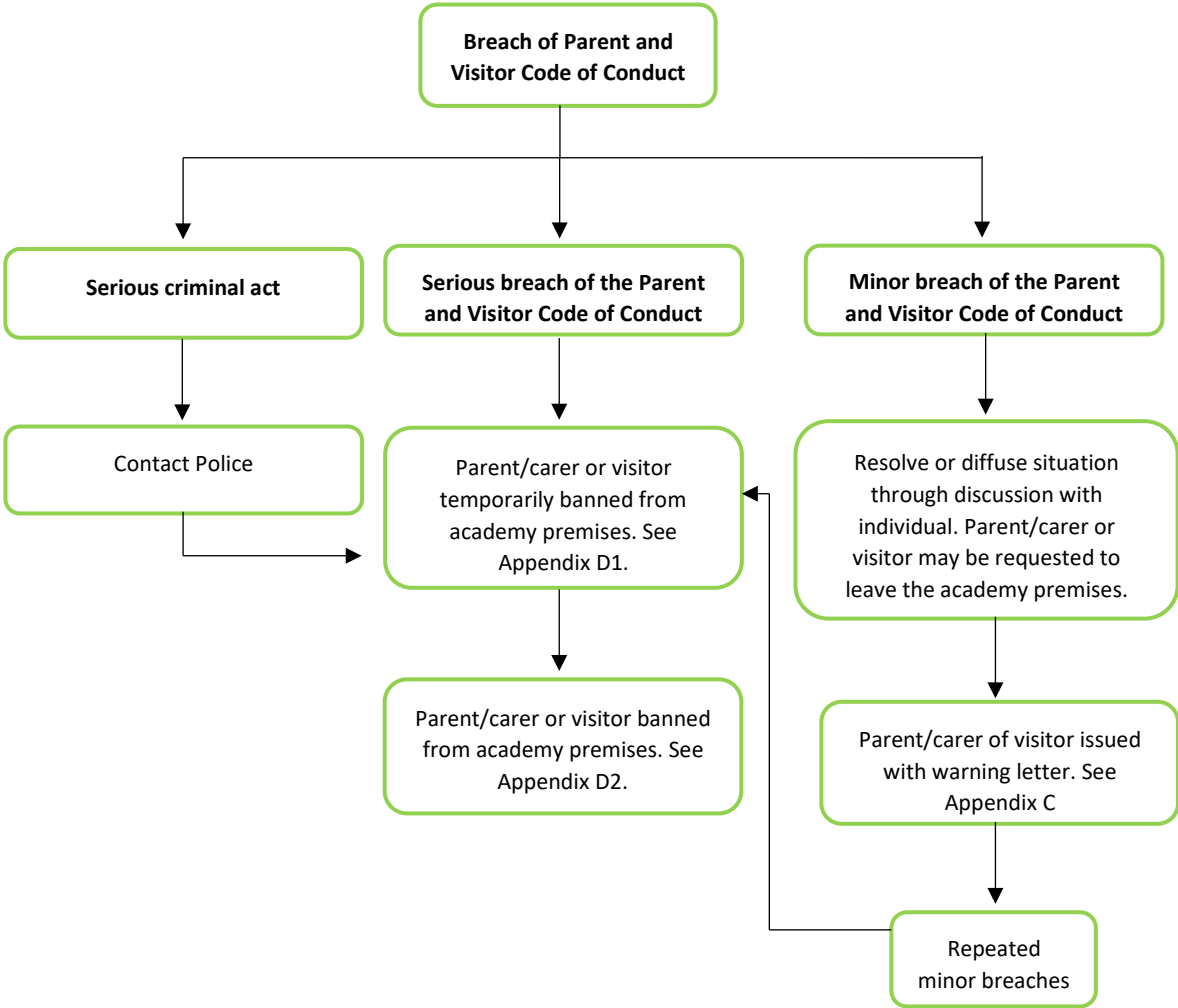 Breach of Parent and
Visitor Code of Conduct
Serious criminal act
Serious breach of the Parent
and Visitor Code of Conduct
Minor breach of the Parent
and Visitor Code of Conduct
Contact Police
Parent/carer or visitor
temporarily banned from
academy premises. See
Appendix D1.
Resolve or diffuse situation
through discussion with
individual. Parent/carer or
visitor may be requested to
leave the academy premises.
Parent/carer or visitor banned
from academy premises. See
Appendix D2.
Parent/carer of visitor issued
with warning letter. See
Appendix C
Repeated
minor breaches